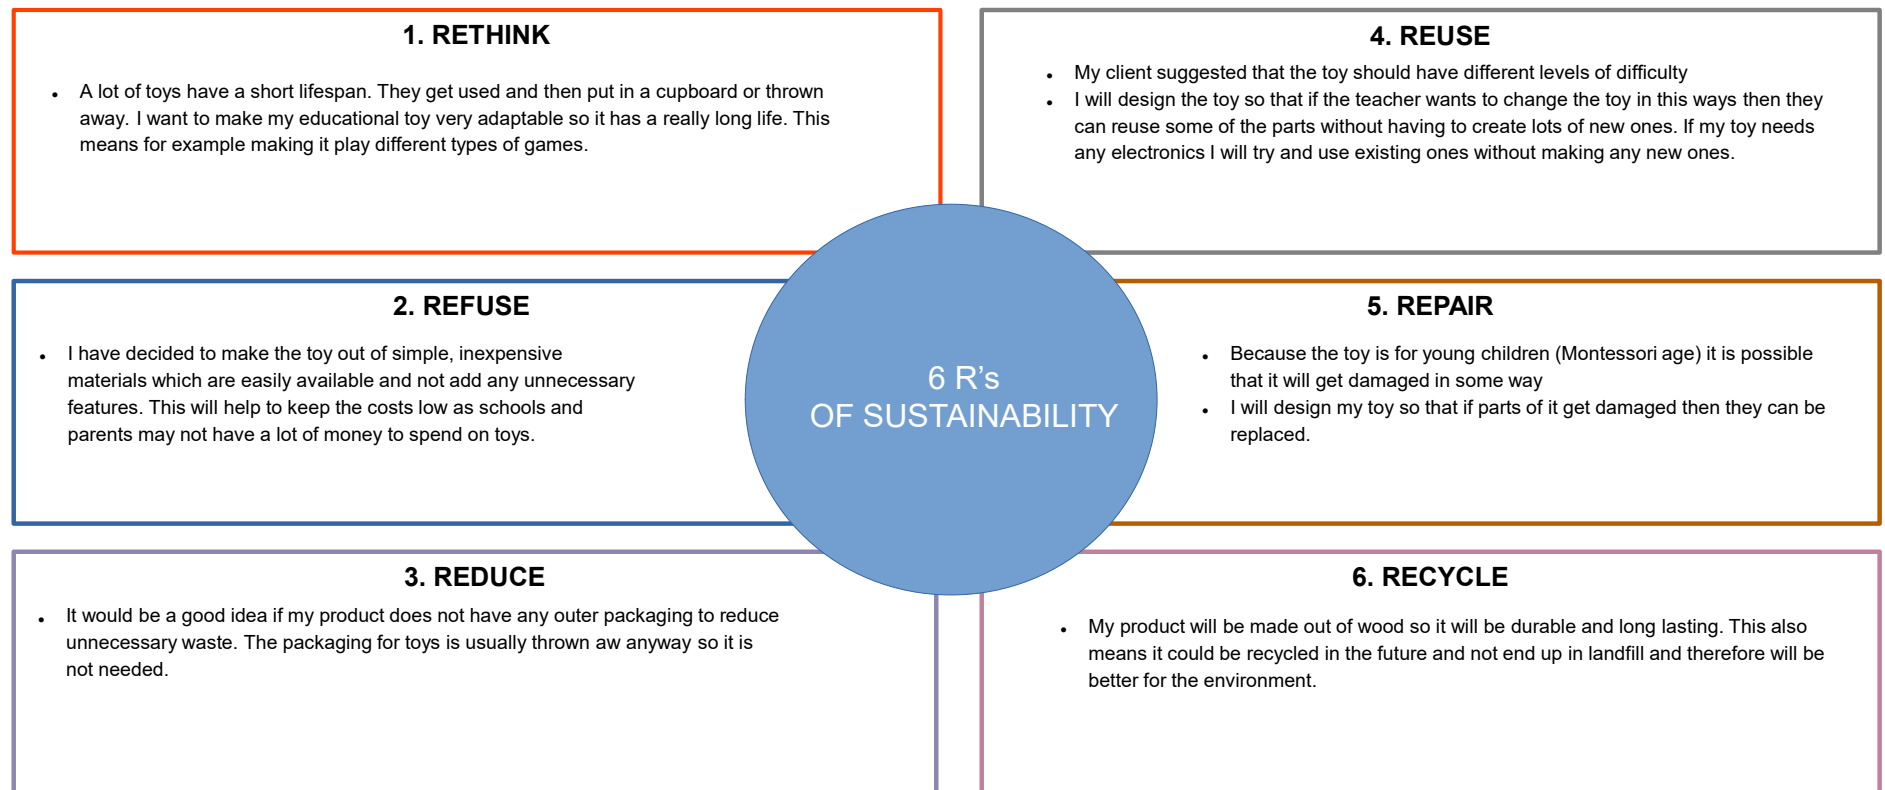 1. RETHINK
• A lot of toys have a short lifespan. They get used and then put in a cupboard or thrown
away. I want to make my educational toy very adaptable so it has a really long life. This
means for example making it play different types of games.
2. REFUSE
• I have decided to make the toy out of simple, inexpensive
materials which are easily available and not add any unnecessary
features. This will help to keep the costs low as schools and
parents may not have a lot of money to spend on toys.
3. REDUCE
• It would be a good idea if my product does not have any outer packaging to reduce
unnecessary waste. The packaging for toys is usually thrown aw anyway so it is
not needed.
6 R’s
OF SUSTAINABILITY
4. REUSE
• My client suggested that the toy should have different levels of difficulty
• I will design the toy so that if the teacher wants to change the toy in this ways then they
can reuse some of the parts without having to create lots of new ones. If my toy needs
any electronics I will try and use existing ones without making any new ones.
5. REPAIR
• Because the toy is for young children (Montessori age) it is possible
that it will get damaged in some way
• I will design my toy so that if parts of it get damaged then they can be
replaced.
6. RECYCLE
• My product will be made out of wood so it will be durable and long lasting. This also
means it could be recycled in the future and not end up in landfill and therefore will be
better for the environment.